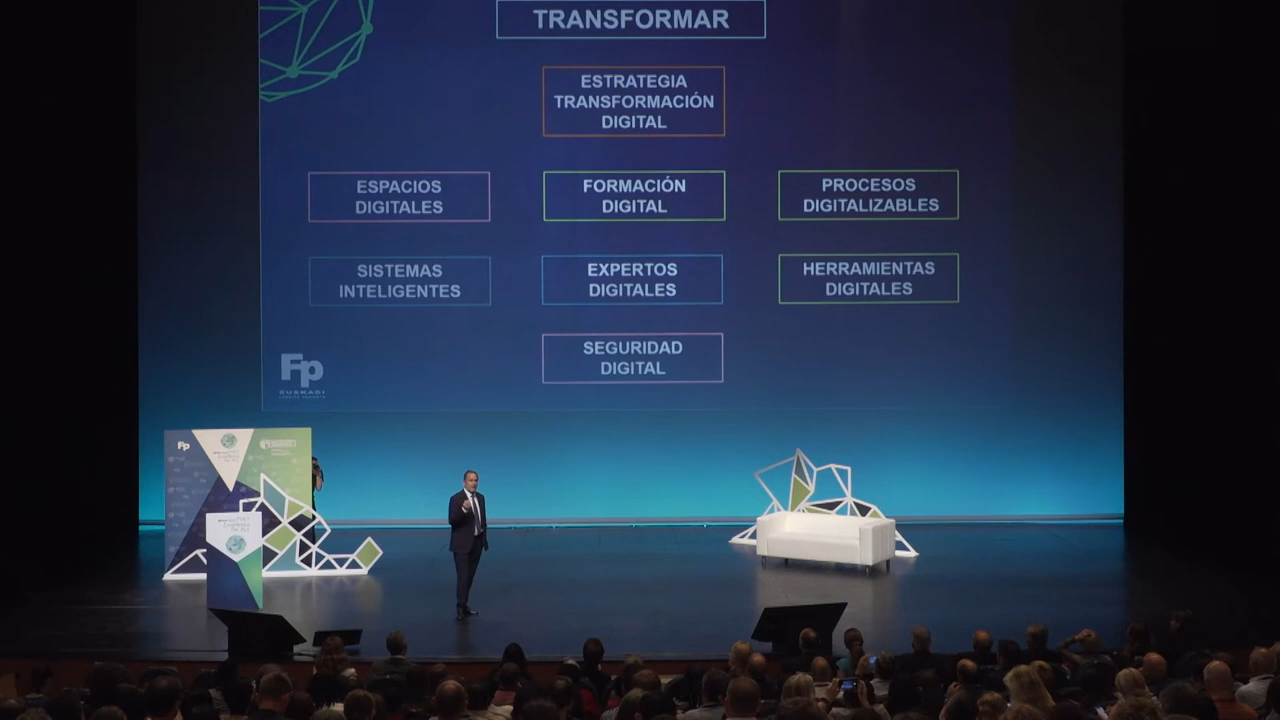 TRANSFORMAR
ESTRATEGIA
TRANSFORMACIÓN
DIGITAL
ESPACIOS
DIGITALES
FORMACIÓN
DIGITAL
PROCESOS
DIGITALIZABLES
SISTEMAS
INTELIGENTES
EXPERTOS
DIGITALES
HERRAMIENTAS
DIGITALES
SEGURIDAD
DIGITAL
Fp
EUSKADI
Fp